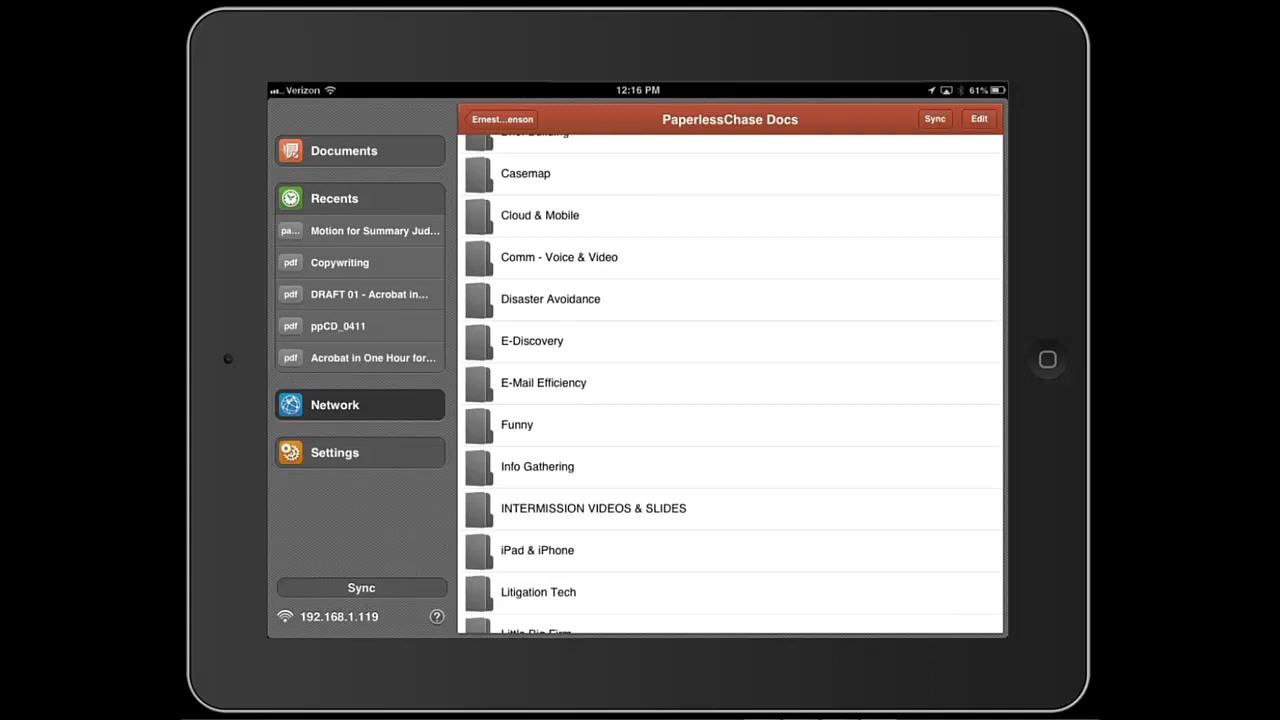 Verizon
12:16 PM
61%
Documents
Recents
pa... Motion for Summary Jud...
pdf Copywriting
pdf DRAFT 01 - Acrobat in...
pdf ppCD_0411
pdf Acrobat in One Hour for...
Network
Settings
Sync
192.168.1.119
?
Ernest...enson
PaperlessChase Docs
Sync
Edit
Casemap
Cloud & Mobile
Comm - Voice & Video
Disaster Avoidance
E-Discovery
E-Mail Efficiency
Funny
Info Gathering
INTERMISSION VIDEOS & SLIDES
iPad & iPhone
Litigation Tech
Little Big Firm